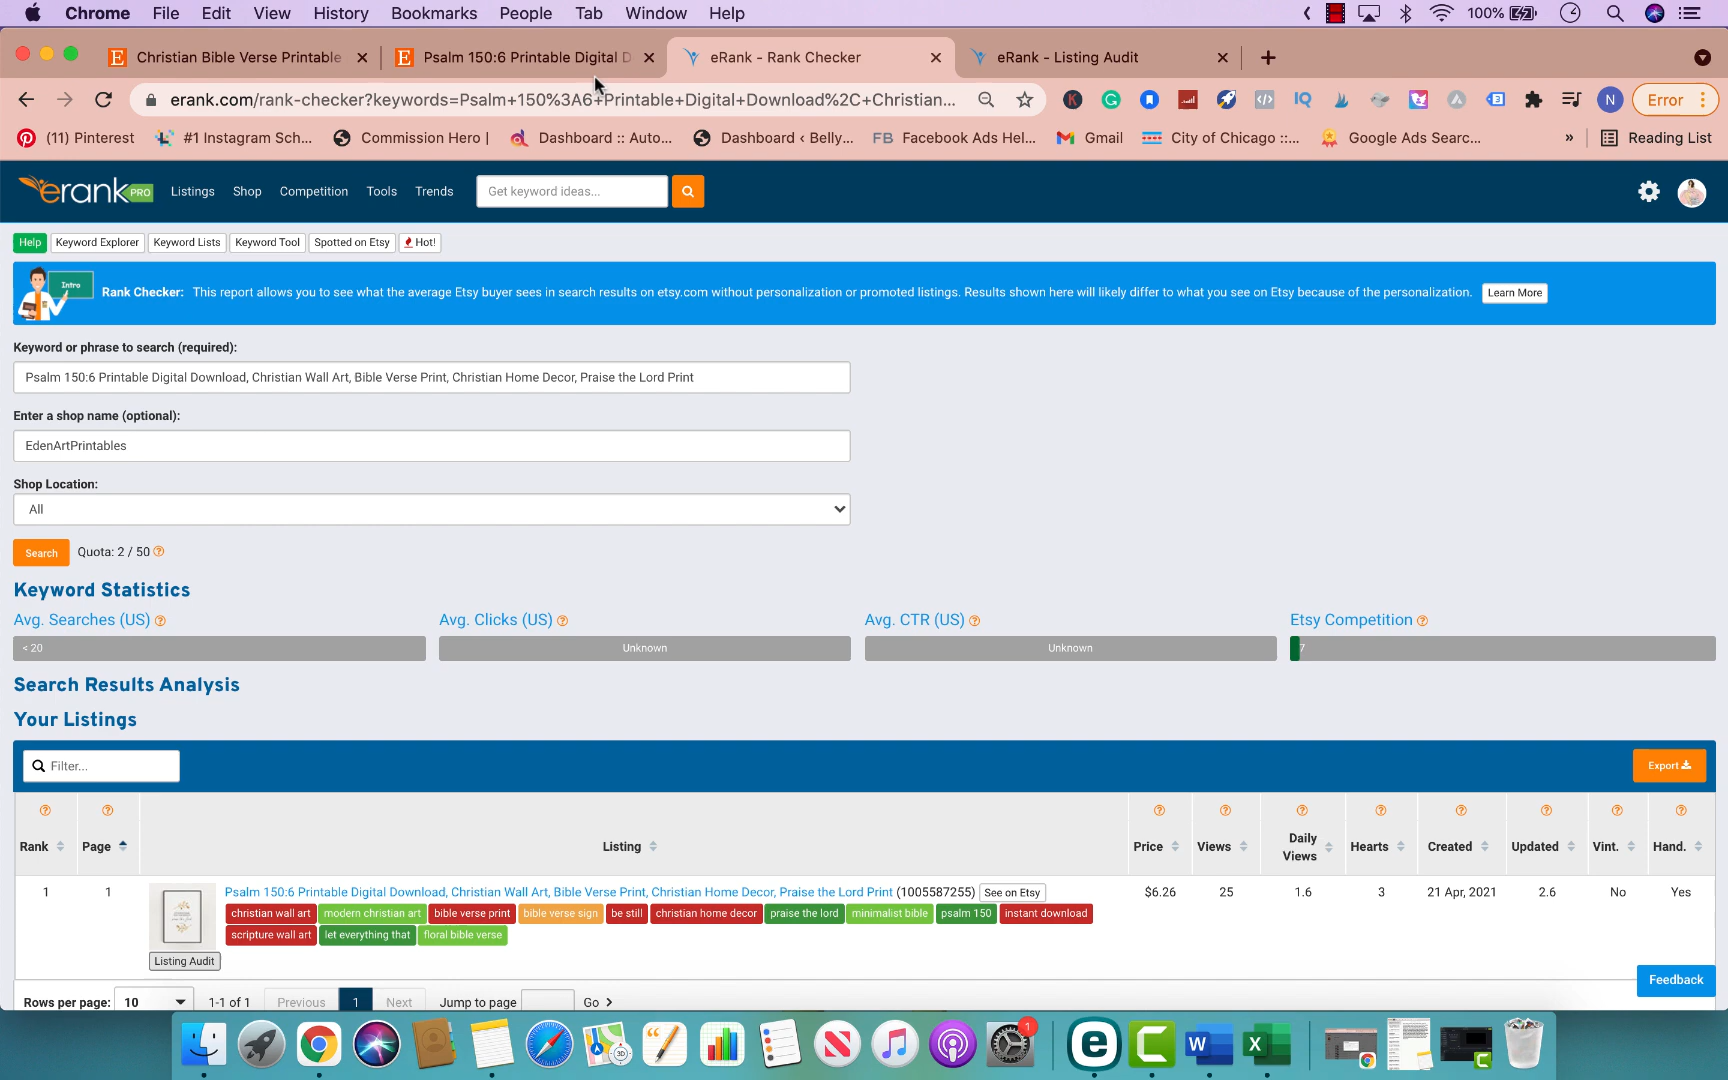 Chrome File Edit View History Bookmarks People Tab Window Help 100%
Christian Bible Verse Printable Psalm 150:6 Printable Digital D eRank - Rank Checker eRank - Listing Audit
erank.com/rank-checker?keywords=Psalm+150%3A6+Printable+Digital+Download%2C+Christian... N Error
(11) Pinterest #1 Instagram Sch... Commission Hero | Dashboard :: Auto... Dashboard ‹ Belly... FB Facebook Ads Hel... Gmail City of Chicago ::... Google Ads Searc... » Reading List
erank PRO Listings Shop Competition Tools Trends Get keyword ideas...
Help Keyword Explorer Keyword Lists Keyword Tool Spotted on Etsy Hot!
Intro Rank Checker: This report allows you to see what the average Etsy buyer sees in search results on etsy.com without personalization or promoted listings. Results shown here will likely differ to what you see on Etsy because of the personalization. Learn More
Keyword or phrase to search (required):
Psalm 150:6 Printable Digital Download, Christian Wall Art, Bible Verse Print, Christian Home Decor, Praise the Lord Print
Enter a shop name (optional):
EdenArtPrintables
Shop Location:
All
Search Quota: 2 / 50
Keyword Statistics
Avg. Searches (US) Avg. Clicks (US) Avg. CTR (US) Etsy Competition
< 20 Unknown Unknown 7
Search Results Analysis
Your Listings
Filter... Export
Rank Page Listing Price Views Daily Views Hearts Created Updated Vint. Hand.
1 1 Psalm 150:6 Printable Digital Download, Christian Wall Art, Bible Verse Print, Christian Home Decor, Praise the Lord Print (1005587255) See on Etsy $6.26 25 1.6 3 21 Apr, 2021 2.6 No Yes
christian wall art modern christian art bible verse print bible verse sign be still christian home decor praise the lord minimalist bible psalm 150 instant download
scripture wall art let everything that floral bible verse
Listing Audit
Feedback
Rows per page: 10 1-1 of 1 Previous 1 Next Jump to page Go